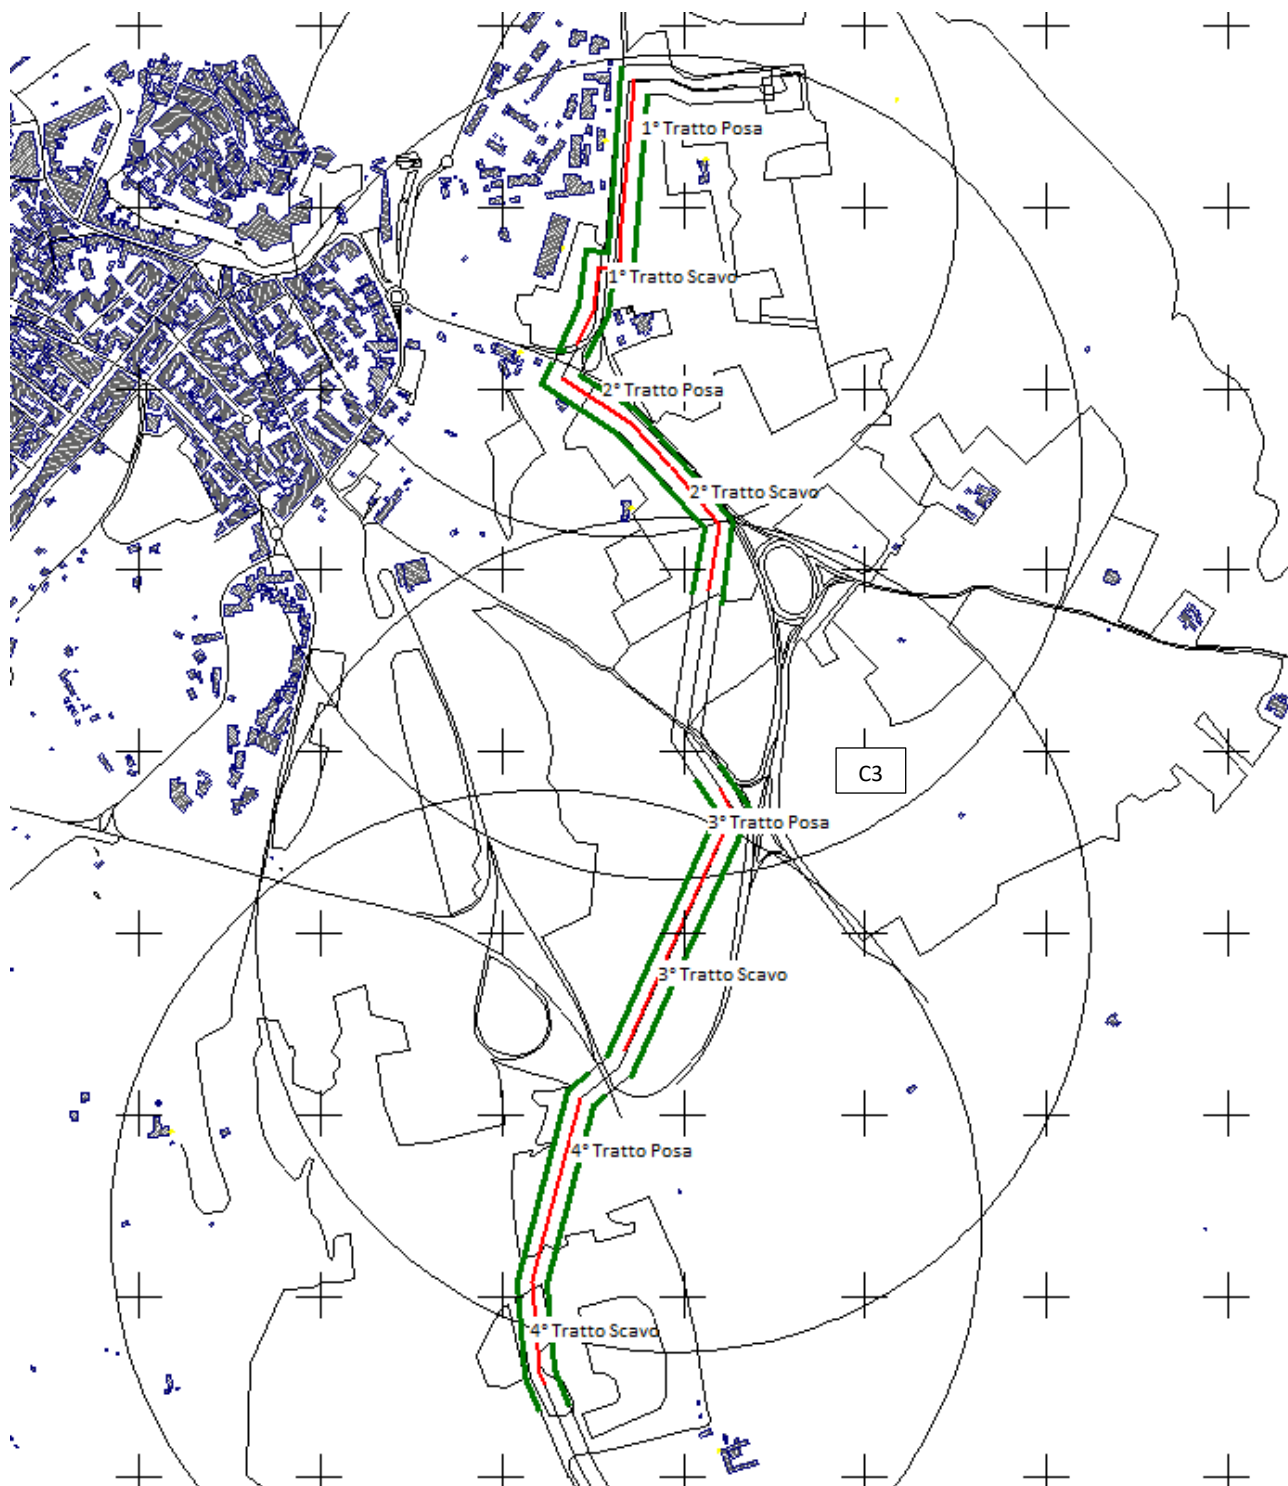 1° Tratto Posa
1° Tratto Scavo
2° Tratto Posa
2° Tratto Scavo
C3
3° Tratto Posa
3° Tratto Scavo
4° Tratto Posa
4° Tratto Scavo